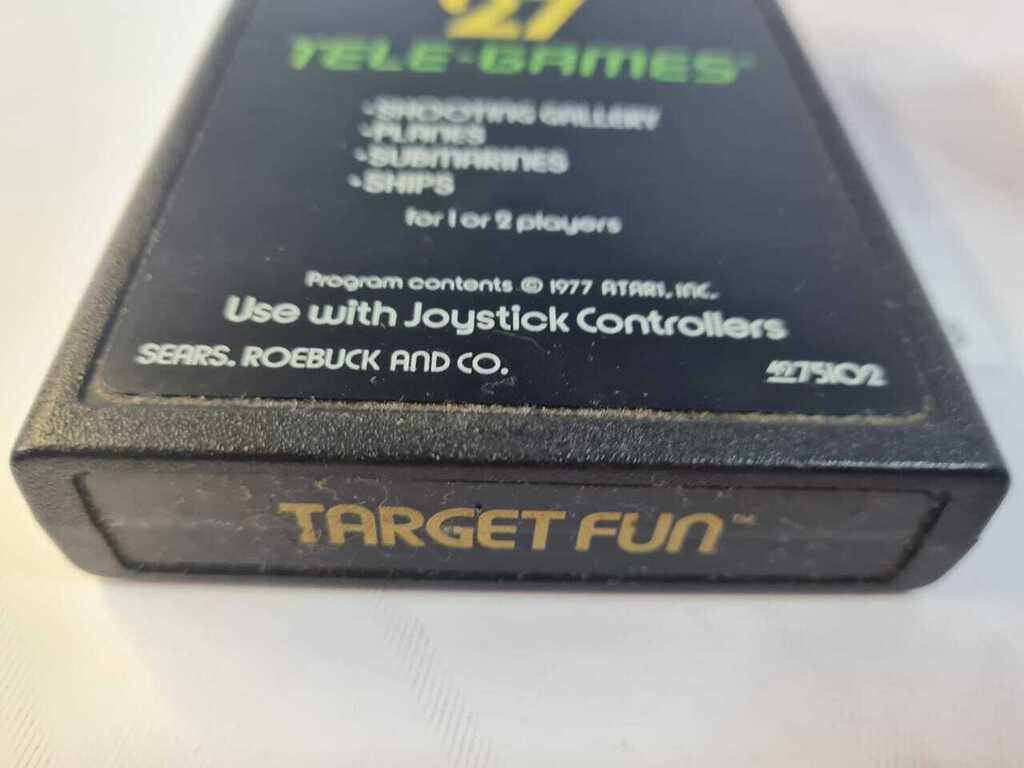 27
TELE-GAMES
•SHOOTING GALLERY
•PLANES
•SUBMARINES
•SHIPS
for 1 or 2 players
Program contents © 1977 ATARI, INC.
Use with Joystick Controllers
SEARS, ROEBUCK AND CO.
4975102
TARGET FUN™